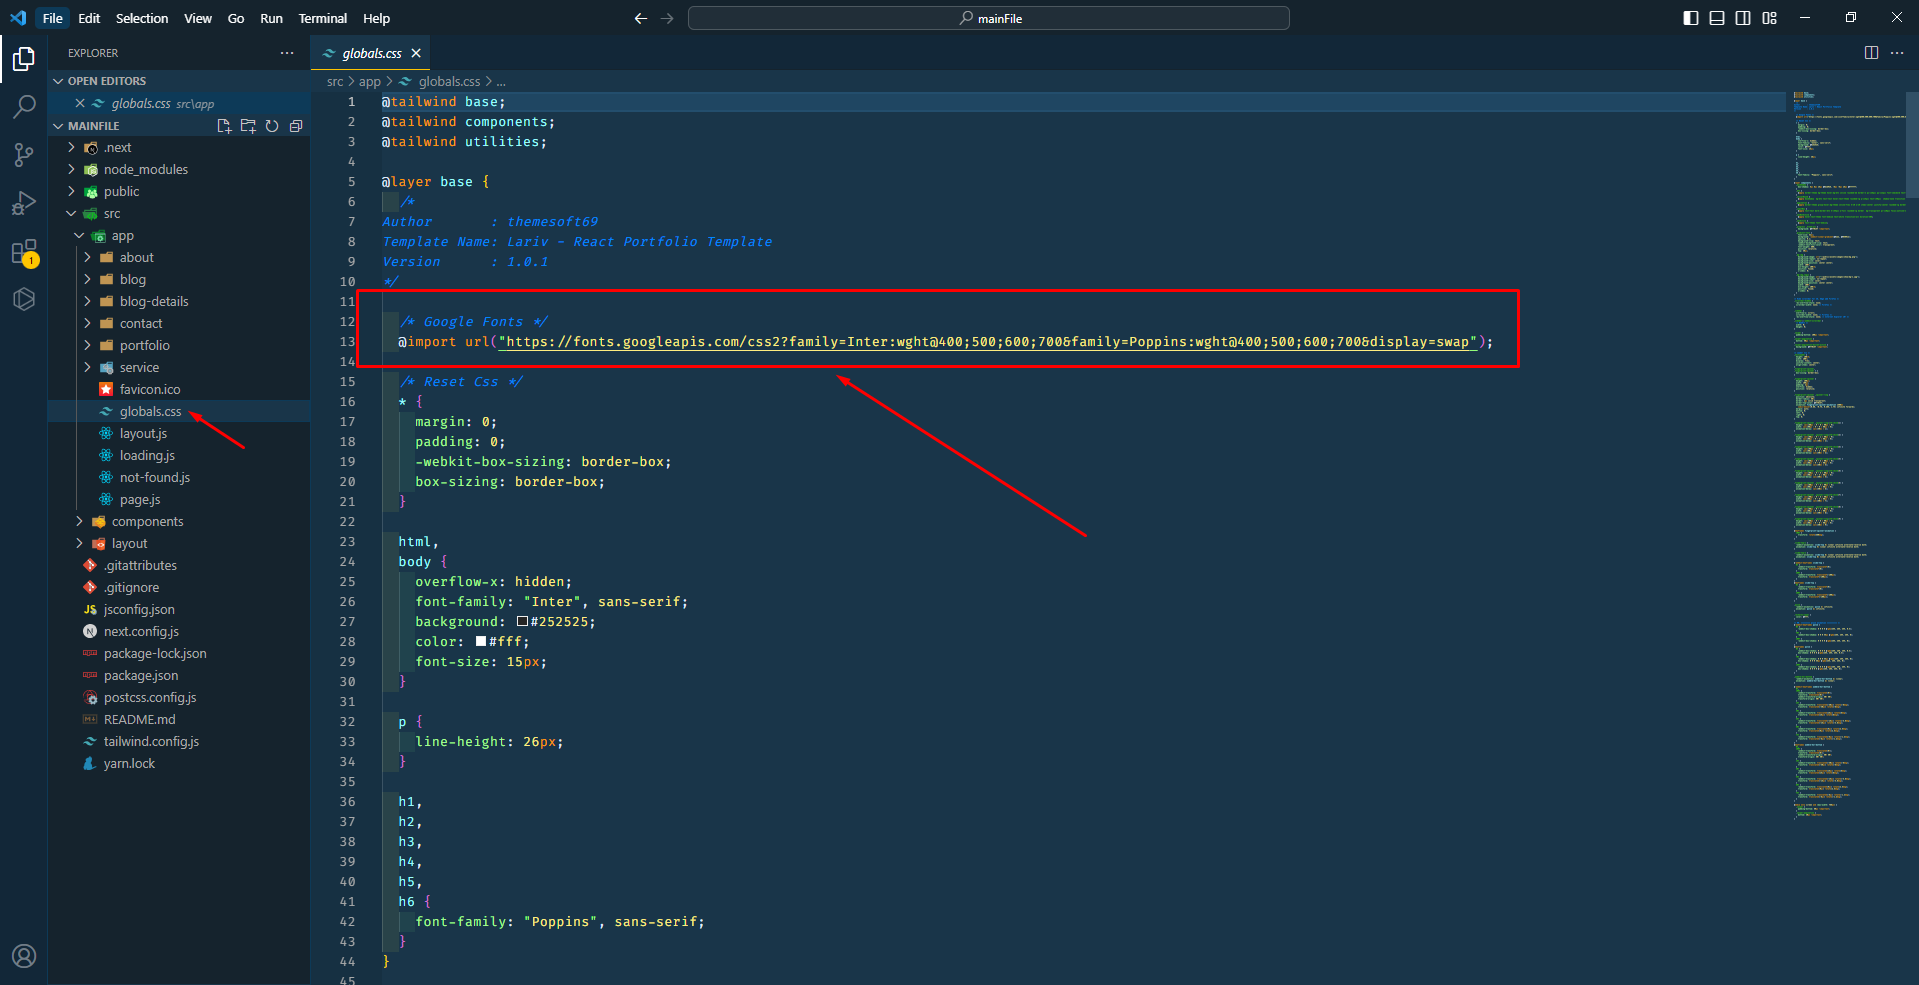 File Edit Selection View Go Run Terminal Help
mainFile
EXPLORER
OPEN EDITORS
globals.css src\app
MAINFILE
.next
node_modules
public
src
app
about
blog
blog-details
contact
portfolio
service
favicon.ico
globals.css
layout.js
loading.js
not-found.js
page.js
components
layout
.gitattributes
.gitignore
jsconfig.json
next.config.js
package-lock.json
package.json
postcss.config.js
README.md
tailwind.config.js
yarn.lock
1
globals.css
src > app > globals.css > ...
1 @tailwind base;
2 @tailwind components;
3 @tailwind utilities;
4
5 @layer base {
6 /*
7 Author : themesoft69
8 Template Name: Lariv - React Portfolio Template
9 Version : 1.0.1
10 */
11
12 /* Google Fonts */
13 @import url("https://fonts.googleapis.com/css2?family=Inter:wght@400;500;600;700&family=Poppins:wght@400;500;600;700&display=swap");
14
15 /* Reset Css */
16 * {
17 margin: 0;
18 padding: 0;
19 -webkit-box-sizing: border-box;
20 box-sizing: border-box;
21 }
22
23 html,
24 body {
25 overflow-x: hidden;
26 font-family: "Inter", sans-serif;
27 background: #252525;
28 color: #fff;
29 font-size: 15px;
30 }
31
32 p {
33 line-height: 26px;
34 }
35
36 h1,
37 h2,
38 h3,
39 h4,
40 h5,
41 h6 {
42 font-family: "Poppins", sans-serif;
43 }
44 }
45